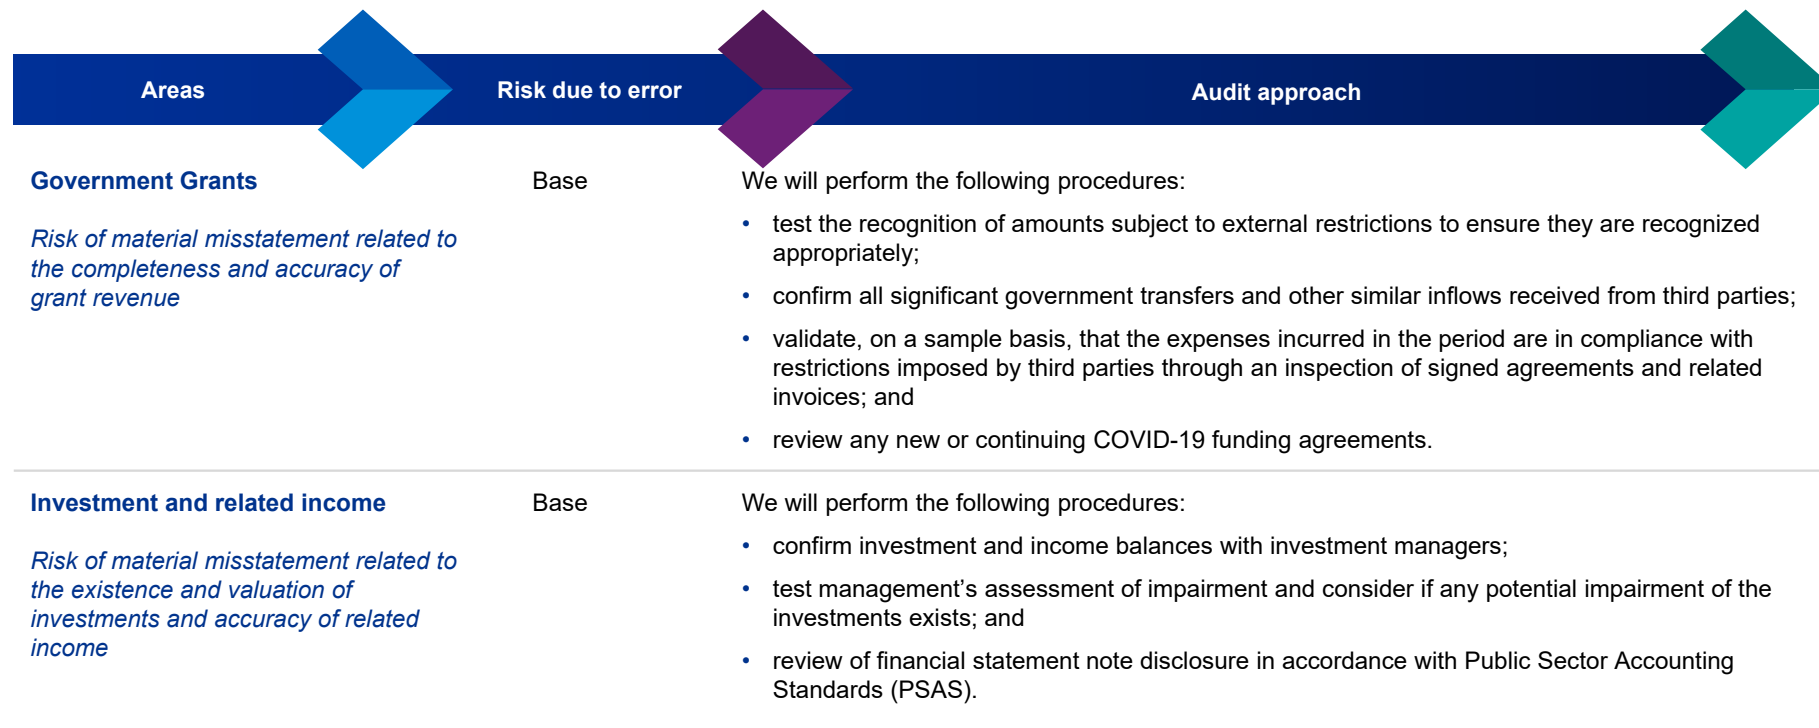 Areas
Risk due to error
Audit approach
Government Grants
Base
We will perform the following procedures:
Risk of material misstatement related to
the completeness and accuracy of
grant revenue
• test the recognition of amounts subject to external restrictions to ensure they are recognized
appropriately;
• confirm all significant government transfers and other similar inflows received from third parties;
• validate, on a sample basis, that the expenses incurred in the period are in compliance with
restrictions imposed by third parties through an inspection of signed agreements and related
invoices; and
• review any new or continuing COVID-19 funding agreements.
Investment and related income
Base
We will perform the following procedures:
Risk of material misstatement related to
the existence and valuation of
investments and accuracy of related
income
• confirm investment and income balances with investment managers;
• test management’s assessment of impairment and consider if any potential impairment of the
investments exists; and
• review of financial statement note disclosure in accordance with Public Sector Accounting
Standards (PSAS).